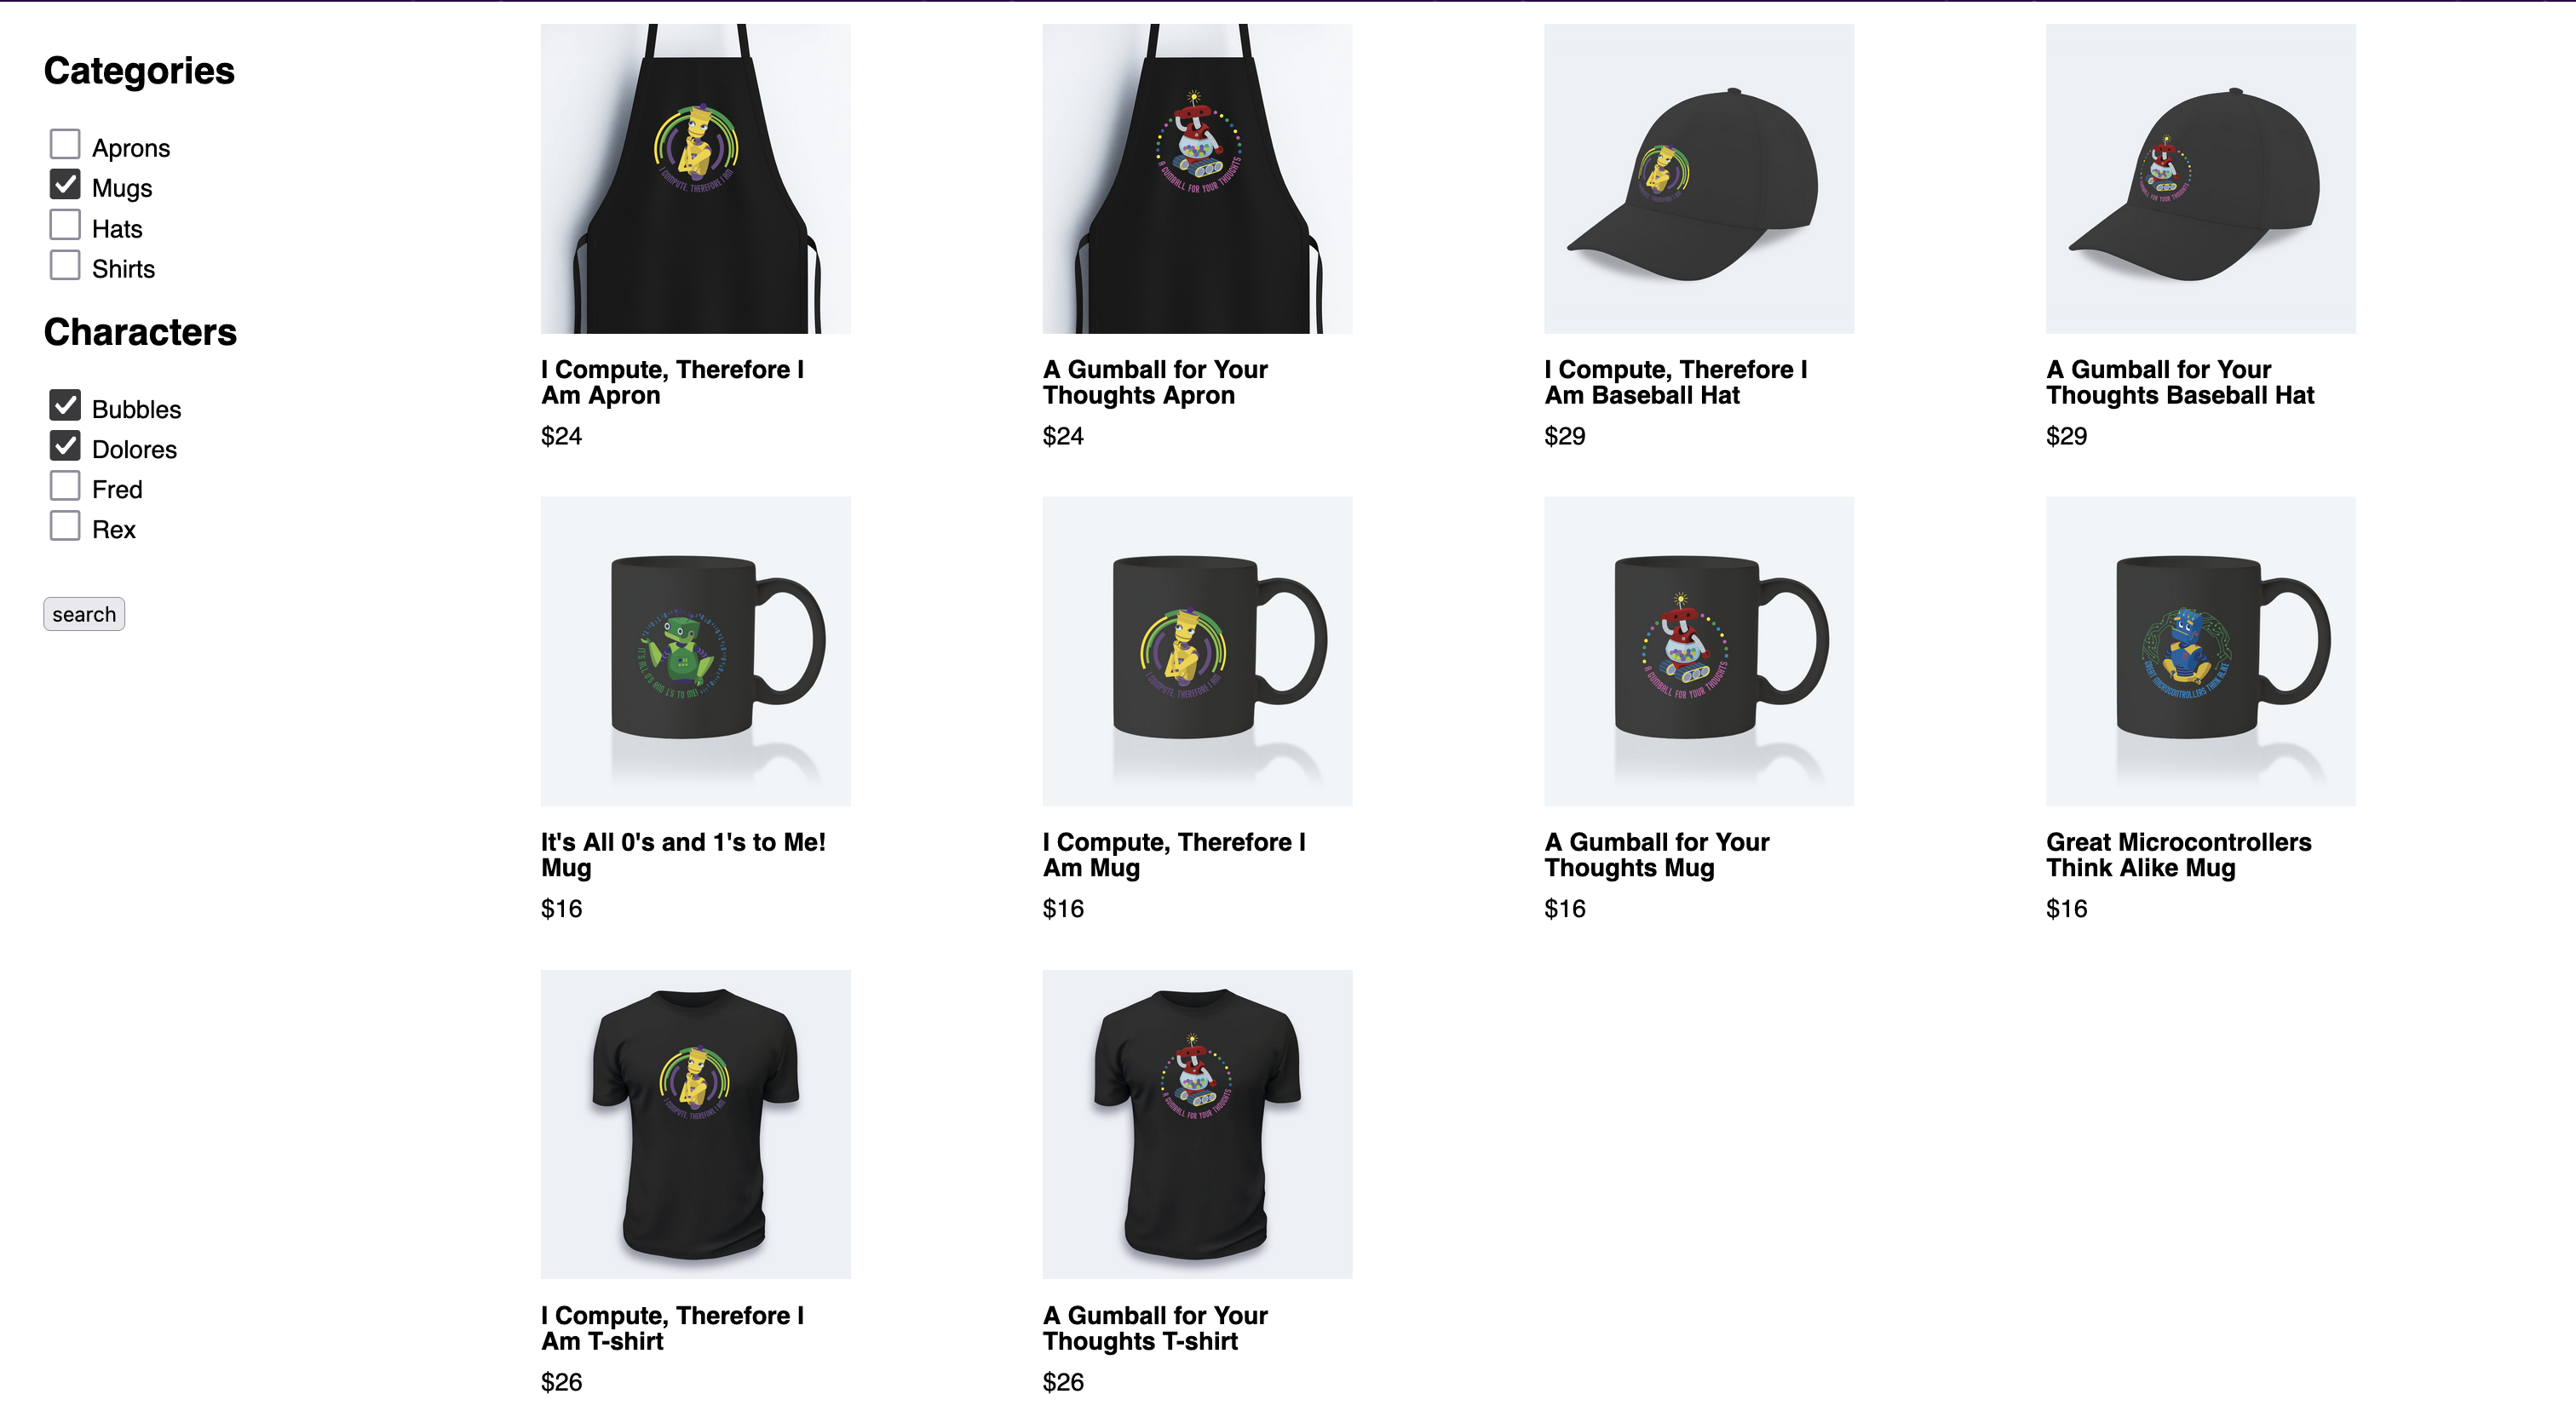 Categories
Aprons
Mugs
Hats
Shirts
Characters
Bubbles
Dolores
Fred
Rex
search
I COMPUTE, THEREFORE I AM
A GUMBALL FOR YOUR THOUGHTS
A GUMBALL FOR YOUR THOUGHTS
I Compute, Therefore I
Am Apron
$24
A Gumball for Your
Thoughts Apron
$24
I Compute, Therefore I
Am Baseball Hat
$29
A Gumball for Your
Thoughts Baseball Hat
$29
IT'S ALL 0'S AND 1'S TO ME!
I COMPUTE, THEREFORE I AM
A GUMBALL FOR YOUR THOUGHTS
GREAT MICROCONTROLLERS THINK ALIKE
It's All 0's and 1's to Me!
Mug
$16
I Compute, Therefore I
Am Mug
$16
A Gumball for Your
Thoughts Mug
$16
Great Microcontrollers
Think Alike Mug
$16
I COMPUTE, THEREFORE I AM
A GUMBALL FOR YOUR THOUGHTS
I Compute, Therefore I
Am T-shirt
$26
A Gumball for Your
Thoughts T-shirt
$26